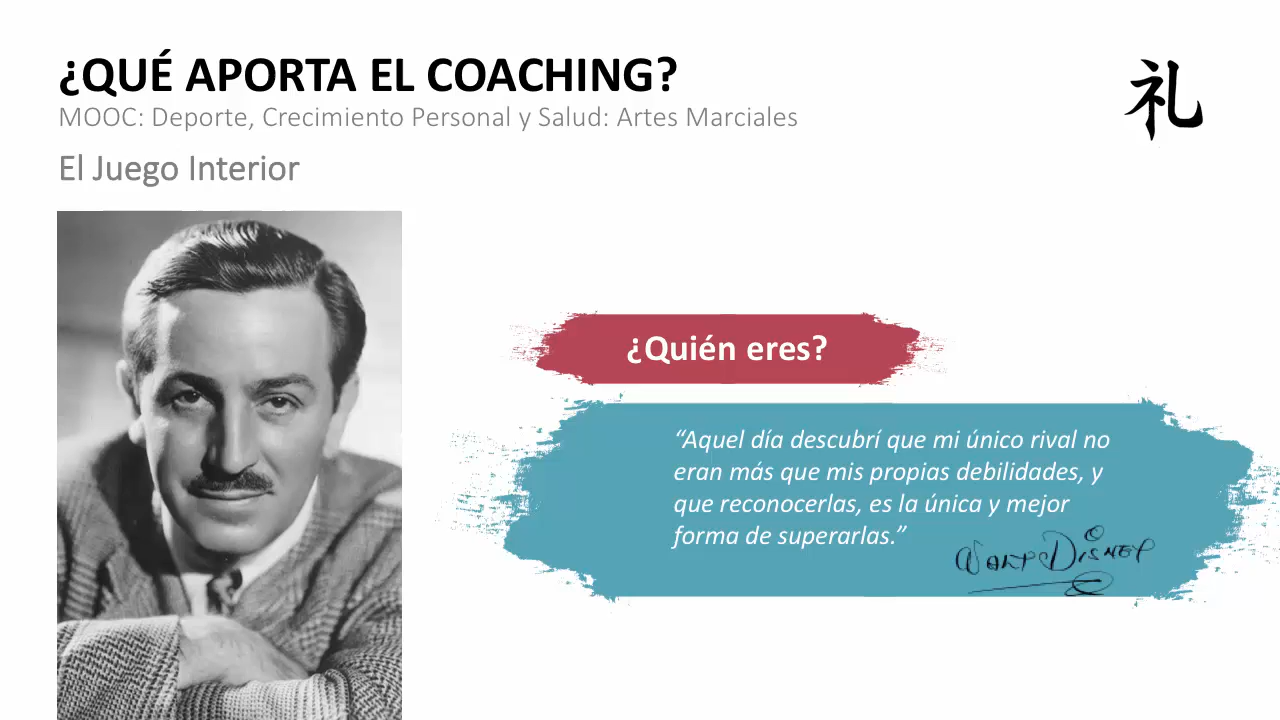 ¿QUÉ APORTA EL COACHING?
MOOC: Deporte, Crecimiento Personal y Salud: Artes Marciales
El Juego Interior
礼
¿Quién eres?
“Aquel día descubrí que mi único rival no
eran más que mis propias debilidades, y
que reconocerlas, es la única y mejor
forma de superarlas.”
WALT DISNEY